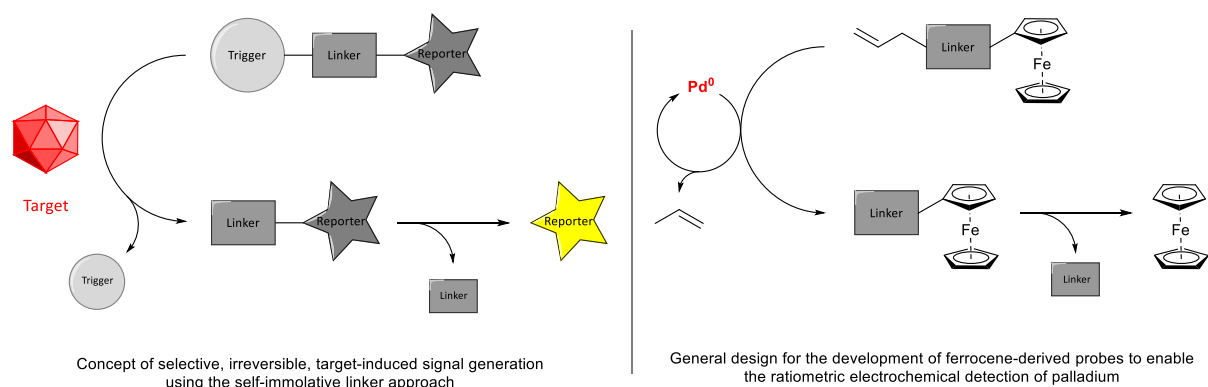 Trigger
Linker
Reporter
Target
Linker
Reporter
Reporter
Trigger
Linker
Concept of selective, irreversible, target-induced signal generation
using the self-immolative linker approach
Linker
Fe
Pd⁰
Linker
Fe
Fe
Linker
General design for the development of ferrocene-derived probes to enable
the ratiometric electrochemical detection of palladium